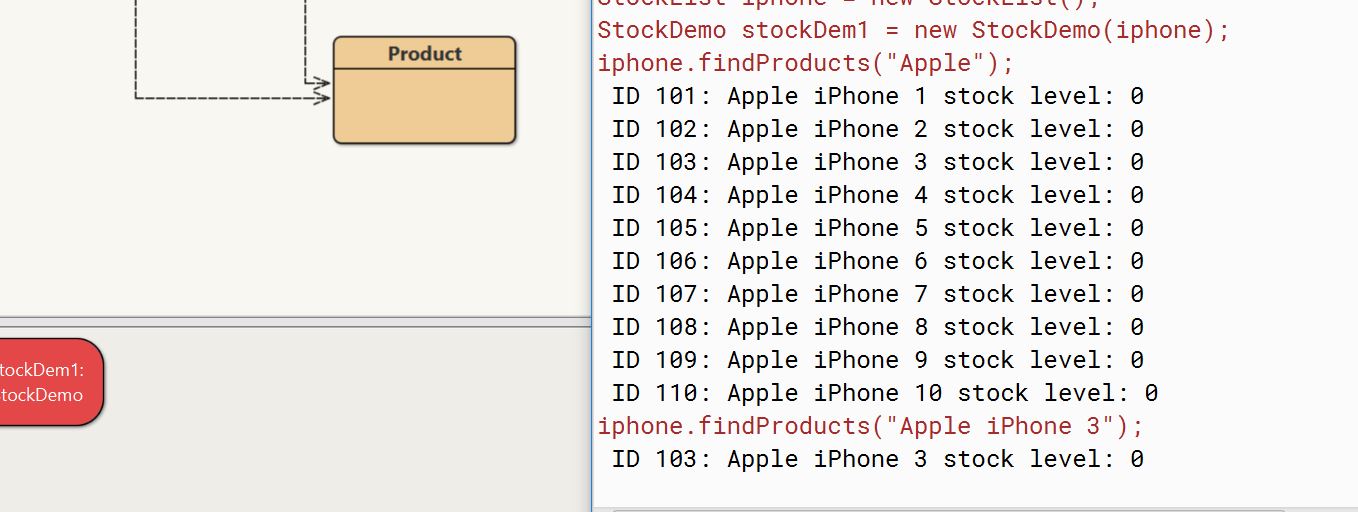 Product
tockDem1:
tockDemo
StockList iphone = new StockList();
StockDemo stockDem1 = new StockDemo(iphone);
iphone.findProducts("Apple");
ID 101: Apple iPhone 1 stock level: 0
ID 102: Apple iPhone 2 stock level: 0
ID 103: Apple iPhone 3 stock level: 0
ID 104: Apple iPhone 4 stock level: 0
ID 105: Apple iPhone 5 stock level: 0
ID 106: Apple iPhone 6 stock level: 0
ID 107: Apple iPhone 7 stock level: 0
ID 108: Apple iPhone 8 stock level: 0
ID 109: Apple iPhone 9 stock level: 0
ID 110: Apple iPhone 10 stock level: 0
iphone.findProducts("Apple iPhone 3");
ID 103: Apple iPhone 3 stock level: 0